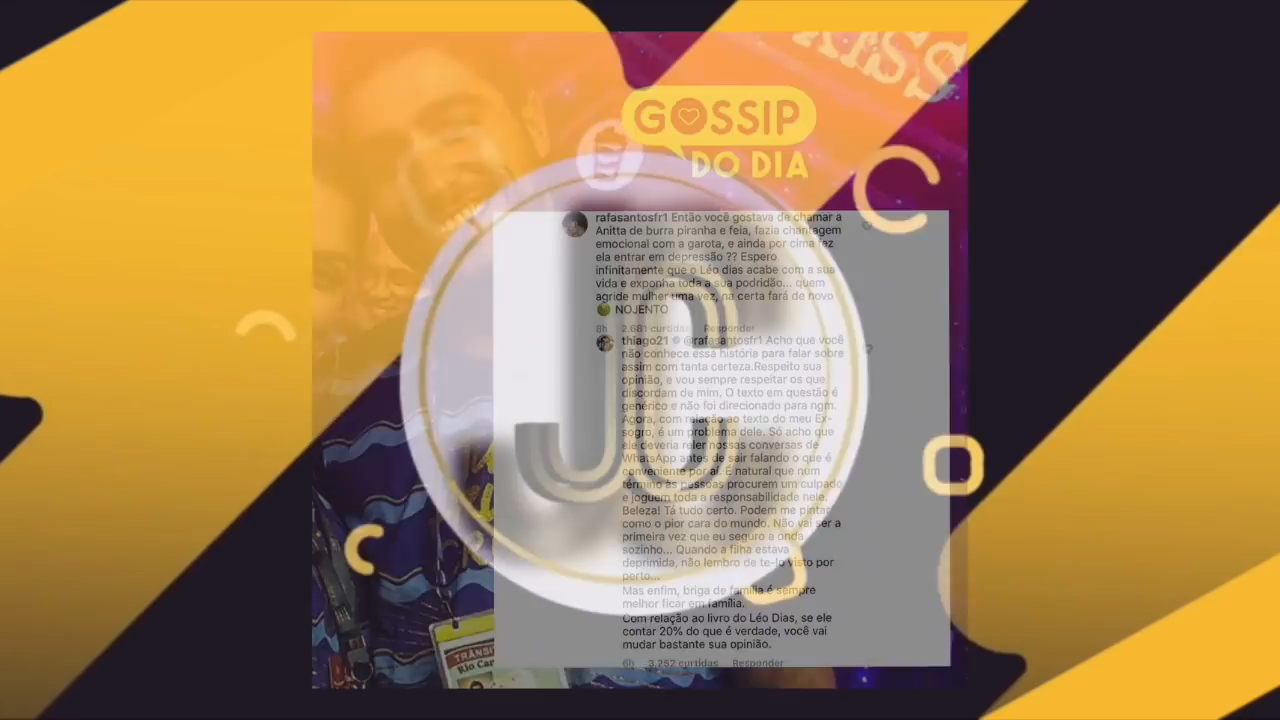 GOSSIP
DO DIA
rafasantosfr1 Então você gostava de chamar a
Anitta de burra piranha e feia, fazia chantagem
emocional com a garota, e ainda por cima fez
ela entrar em depressão ?? Espero
infinitamente que o Léo dias acabe com a sua
vida e exponha toda a sua podridão... quem
agride mulher uma vez, na certa fará de novo
NOJENTO
8h 2.681 curtidas Responder
thiago21 @rafasantosfr1 Acho que você
não conhece essa história para falar sobre
assim com tanta certeza.Respeito sua
opinião, e vou sempre respeitar os que
discordam de mim. O texto em questão é
genérico e não foi direcionado para ngm.
Agora, com relação ao texto do meu Ex-
sogro, é um problema dele. Só acho que
ele deveria reler nossas conversas de
WhatsApp antes de sair falando o que é
conveniente por aí. É natural que num
término as pessoas procurem um culpado
e joguem toda a responsabilidade nele.
Beleza! Tá tudo certo. Podem me pintar
como o pior cara do mundo. Não vai ser a
primeira vez que eu seguro a onda
sozinho... Quando a filha estava
deprimida, não lembro de te-lo visto por
perto...
Mas enfim, briga de família é sempre
melhor ficar em família.
Com relação ao livro do Léo Dias, se ele
contar 20% do que é verdade, você vai
mudar bastante sua opinião.
6h 3.252 curtidas Responder
JC